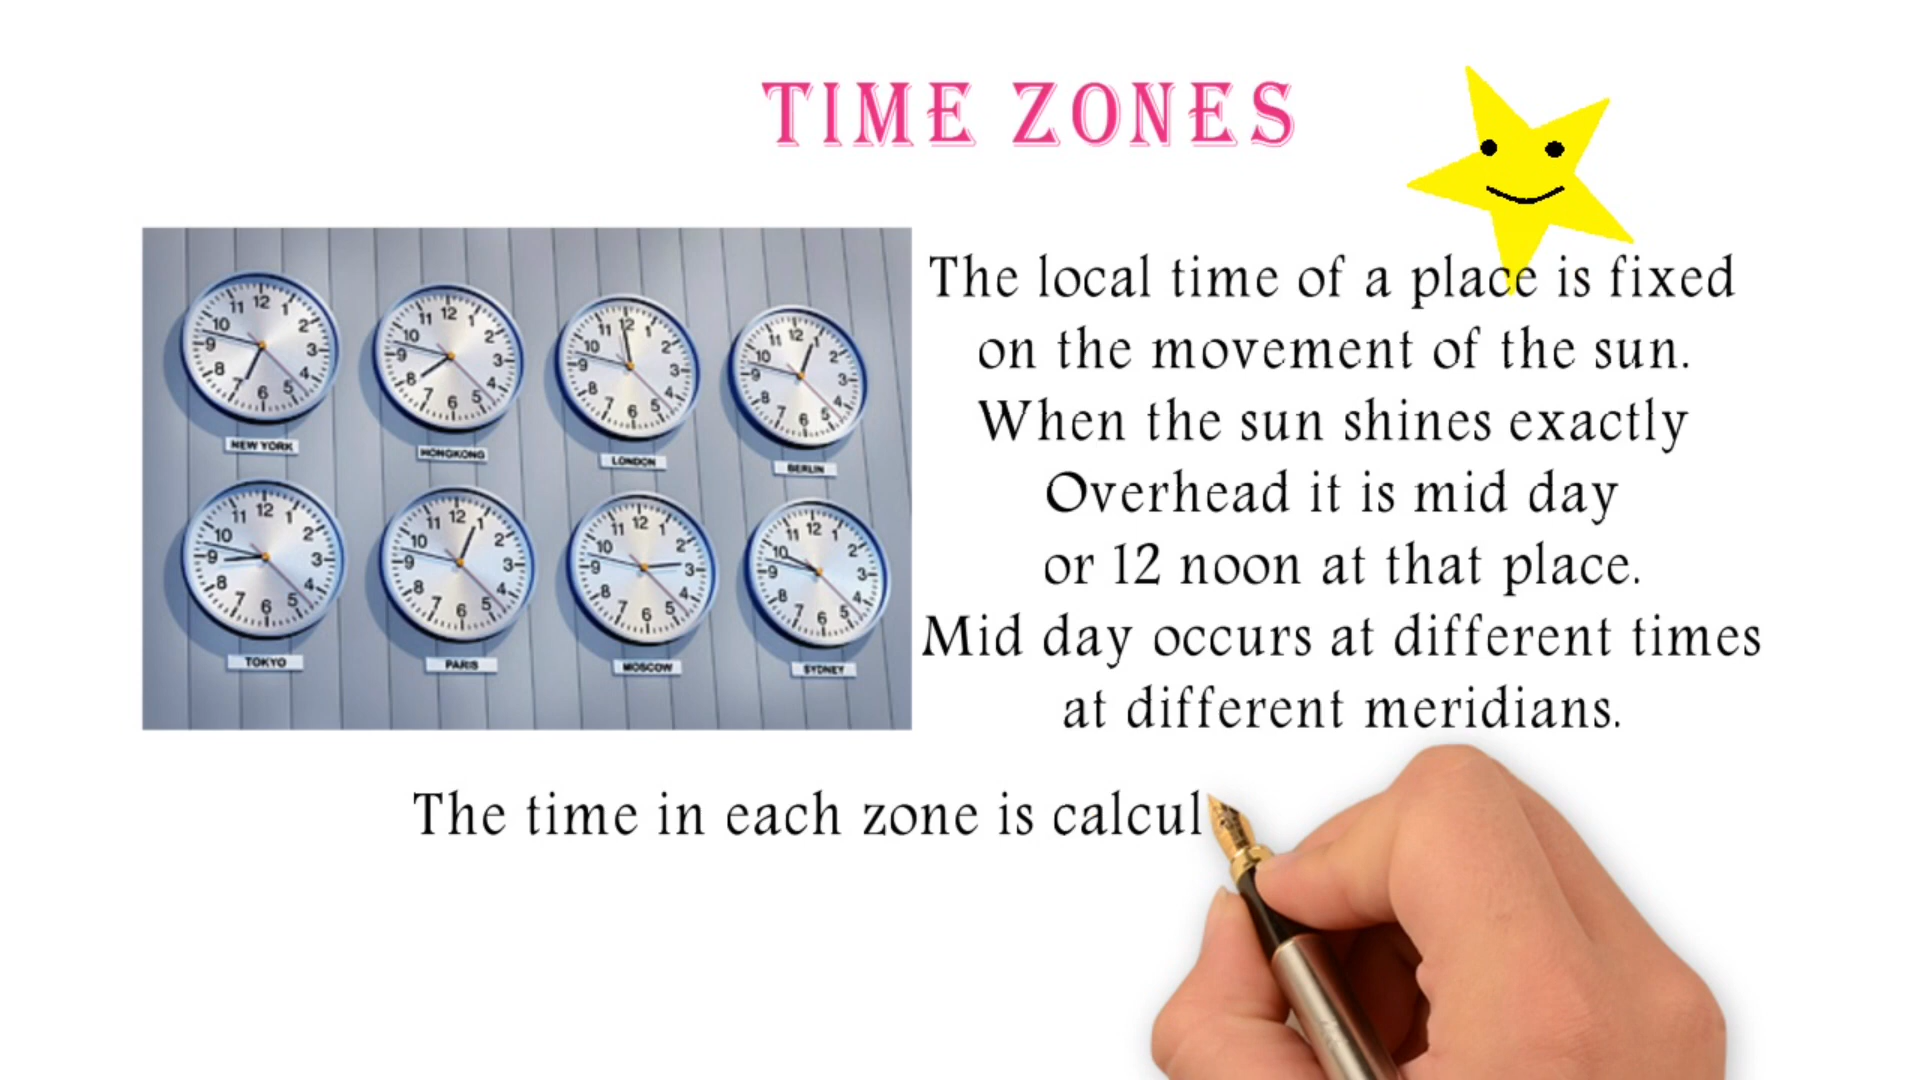 TIME ZONES
The local time of a place is fixed
on the movement of the sun.
When the sun shines exactly
Overhead it is mid day
or 12 noon at that place.
Mid day occurs at different times
at different meridians.
NEW YORK
HONGKONG
LONDON
BERLIN
TOKYO
PARIS
MOSCOW
SYDNEY
The time in each zone is calcul